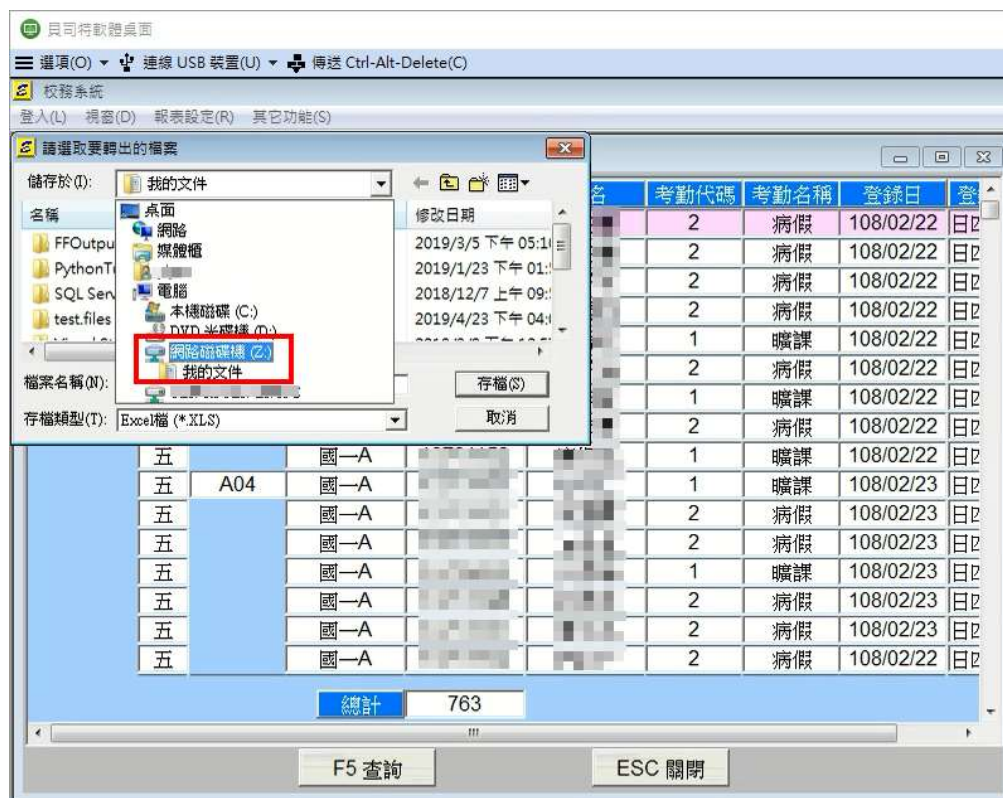 貝司特軟體桌面
選項(O) 連線 USB 裝置(U) 傳送 Ctrl-Alt-Delete(C)
校務系統
登入(L) 視窗(D) 報表設定(R) 其它功能(S)
請選取要轉出的檔案
儲存於(I): 我的文件
名稱 修改日期
桌面
網路
媒體櫃
電腦
本機磁碟 (C:)
DVD 光碟機 (D:)
網路磁碟機 (Z:)
我的文件
FFOutpu 2019/3/5 下午 05:1
PythonT 2019/1/23 下午 01:
SQL Serv 2018/12/7 上午 09:
test.files 2019/4/23 下午 04:
檔案名稱(N): 存檔(S)
存檔類型(T): Excel檔 (*.XLS) 取消
名 考勤代碼 考勤名稱 登錄日 登
2 病假 108/02/22
2 病假 108/02/22
2 病假 108/02/22
2 病假 108/02/22
1 曠課 108/02/22
2 病假 108/02/22
1 曠課 108/02/22
2 病假 108/02/22
五 國一A 1 曠課 108/02/22
五 A04 國一A 1 曠課 108/02/23
五 國一A 2 病假 108/02/23
五 國一A 2 病假 108/02/23
五 國一A 1 曠課 108/02/23
五 國一A 2 病假 108/02/23
五 國一A 2 病假 108/02/23
五 國一A 2 病假 108/02/22
總計 763
F5 查詢 ESC 關閉